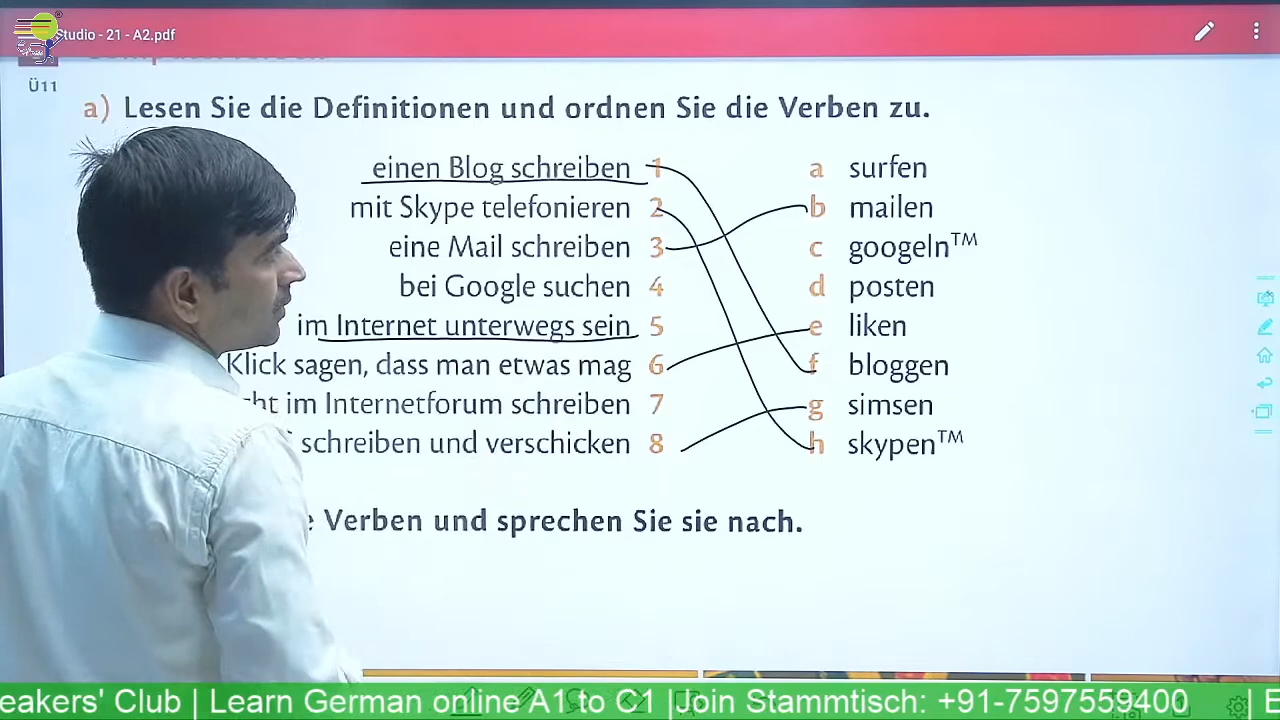 Studio - 21 - A2.pdf
Ü11
a) Lesen Sie die Definitionen und ordnen Sie die Verben zu.
einen Blog schreiben 1 a surfen
mit Skype telefonieren 2 b mailen
eine Mail schreiben 3 c googeln™
bei Google suchen 4 d posten
im Internet unterwegs sein 5 e liken
Klick sagen, dass man etwas mag 6 f bloggen
im Internetforum schreiben 7 g simsen
schreiben und verschicken 8 h skypen™
Verben und sprechen Sie sie nach.
eakers' Club | Learn German online A1 to C1 |Join Stammtisch: +91-7597559400 | E